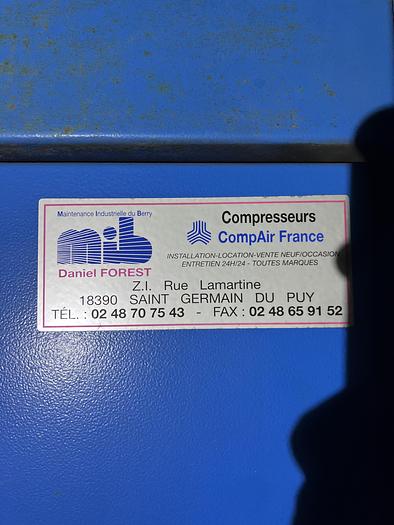 Maintenance Industrielle du Berry
mib
Daniel FOREST
Compresseurs
CompAir France
INSTALLATION-LOCATION-VENTE NEUF/OCCASION
ENTRETIEN 24H/24 - TOUTES MARQUES
Z.I. Rue Lamartine
18390 SAINT GERMAIN DU PUY
TÉL. : 02 48 70 75 43 - FAX : 02 48 65 91 52